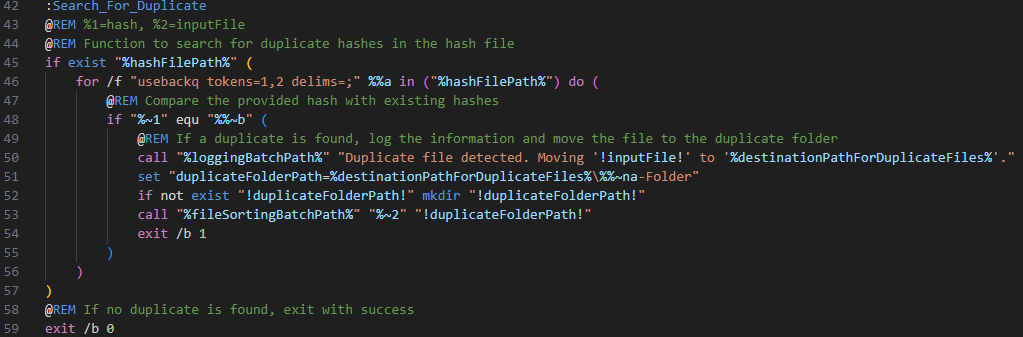 42 :Search_For_Duplicate
43 @REM %1=hash, %2=inputFile
44 @REM Function to search for duplicate hashes in the hash file
45 if exist "%hashFilePath%" (
46     for /f "usebackq tokens=1,2 delims=;" %%a in ("%hashFilePath%") do (
47         @REM Compare the provided hash with existing hashes
48         if "%~1" equ "%%~b" (
49             @REM If a duplicate is found, log the information and move the file to the duplicate folder
50             call "%loggingBatchPath%" "Duplicate file detected. Moving '!inputFile!' to '%destinationPathForDuplicateFiles%'."
51             set "duplicateFolderPath=%destinationPathForDuplicateFiles%\%%~na-Folder"
52             if not exist "!duplicateFolderPath!" mkdir "!duplicateFolderPath!"
53             call "%fileSortingBatchPath%" "%~2" "!duplicateFolderPath!"
54             exit /b 1
55         )
56     )
57 )
58 @REM If no duplicate is found, exit with success
59 exit /b 0